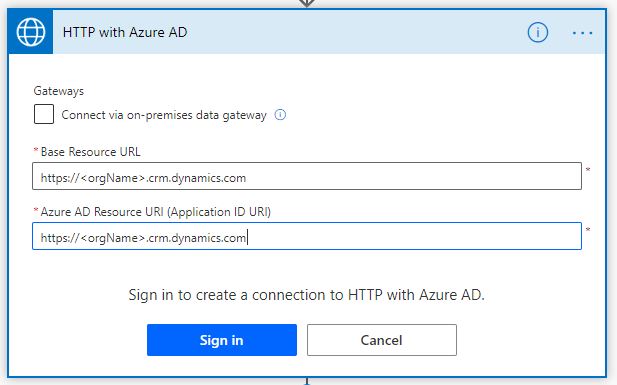 HTTP with Azure AD
Gateways
Connect via on-premises data gateway
* Base Resource URL
https://<orgName>.crm.dynamics.com
*
* Azure AD Resource URI (Application ID URI)
https://<orgName>.crm.dynamics.com
*
Sign in to create a connection to HTTP with Azure AD.
Sign in Cancel